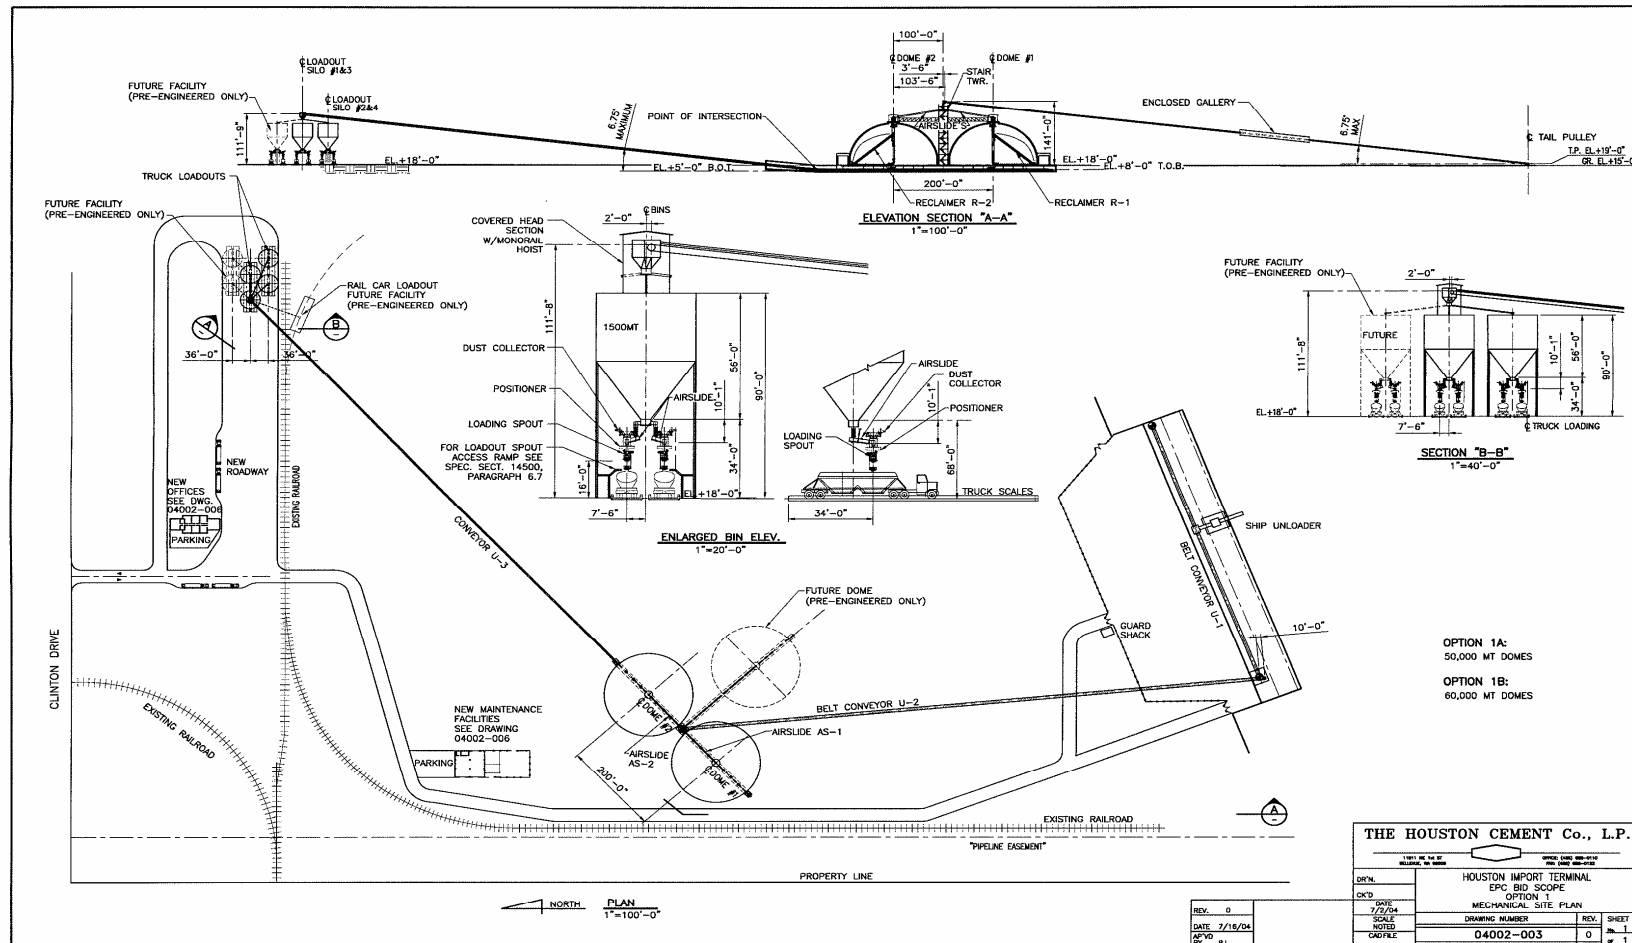 100'-0"
℄ DOME #2
℄ DOME #1
3'-6"
103'-6"
STAIR
TWR.
℄ LOADOUT
SILO #1&3
FUTURE FACILITY
(PRE-ENGINEERED ONLY)
℄ LOADOUT
SILO #2&4
111'-9"
6.75'
MAXIMUM
POINT OF INTERSECTION
AIRSLIDE'S
141'-0"
ENCLOSED GALLERY
6.75'
MAX
℄ TAIL PULLEY
T.P. EL.+19'-0"
GR. EL.+15'-0
EL.+18'-0"
EL.+5'-0" B.O.T.
EL.+18'-0"
EL.+8'-0" T.O.B.
200'-0"
RECLAIMER R-2
RECLAIMER R-1
ELEVATION SECTION "A-A"
1"=100'-0"
TRUCK LOADOUTS
FUTURE FACILITY
(PRE-ENGINEERED ONLY)
RAIL CAR LOADOUT
FUTURE FACILITY
(PRE-ENGINEERED ONLY)
A
B
36'-0"
36'-0"
COVERED HEAD
SECTION
W/MONORAIL
HOIST
2'-0"
℄ BINS
111'-8"
1500MT
DUST COLLECTOR
POSITIONER
LOADING SPOUT
FOR LOADOUT SPOUT
ACCESS RAMP SEE
SPEC. SECT. 14500,
PARAGRAPH 6.7
AIRSLIDE
56'-0"
90'-0"
10'-1"
34'-0"
16'-0"
EL.+18'-0"
7'-6"
ENLARGED BIN ELEV.
1"=20'-0"
AIRSLIDE
DUST
COLLECTOR
10'-1"
POSITIONER
LOADING
SPOUT
68'-0"
TRUCK SCALES
34'-0"
FUTURE FACILITY
(PRE-ENGINEERED ONLY)
2'-0"
FUTURE
111'-8"
10'-1"
56'-0"
34'-0"
90'-0"
EL.+18'-0"
7'-6"
℄ TRUCK LOADING
SECTION "B-B"
1"=40'-0"
NEW
ROADWAY
NEW
OFFICES
SEE DWG.
04002-006
PARKING
EXISTING RAILROAD
CONVEYOR U-3
CLINTON DRIVE
EXISTING RAILROAD
FUTURE DOME
(PRE-ENGINEERED ONLY)
SHIP UNLOADER
BELT CONVEYOR U-1
GUARD
SHACK
10'-0"
OPTION 1A:
50,000 MT DOMES
OPTION 1B:
60,000 MT DOMES
BELT CONVEYOR U-2
℄ DOME #2
AIRSLIDE AS-1
AIRSLIDE
AS-2
℄ DOME #1
200'-0"
NEW MAINTENANCE
FACILITIES
SEE DRAWING
04002-006
PARKING
EXISTING RAILROAD
A
"PIPELINE EASEMENT"
PROPERTY LINE
NORTH
PLAN
1"=100'-0"
THE HOUSTON CEMENT Co., L.P.
HOUSTON IMPORT TERMINAL
EPC BID SCOPE
OPTION 1
MECHANICAL SITE PLAN
DR'N.
CK'D
DATE
7/2/04
SCALE
NOTED
CAD FILE
DRAWING NUMBER
REV.
SHEET
04002-003
0
1
1
REV. 0
DATE 7/16/04
AP'VD
BY